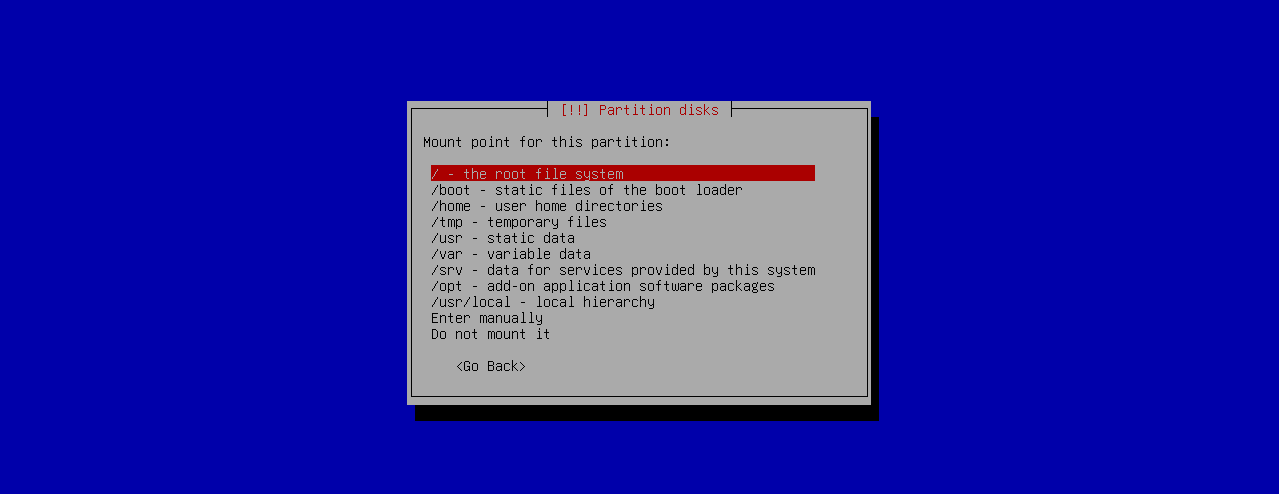 [!!] Partition disks
Mount point for this partition:
/ - the root file system
/boot - static files of the boot loader
/home - user home directories
/tmp - temporary files
/usr - static data
/var - variable data
/srv - data for services provided by this system
/opt - add-on application software packages
/usr/local - local hierarchy
Enter manually
Do not mount it
<Go Back>